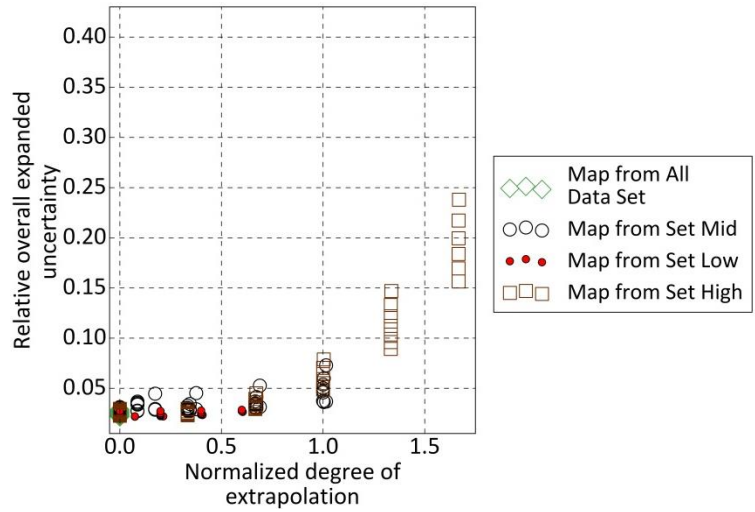 Relative overall expanded
uncertainty
0.40
0.35
0.30
0.25
0.20
0.15
0.10
0.05
0.0
0.5
1.0
1.5
Normalized degree of
extrapolation
Map from All
Data Set
Map from Set Mid
Map from Set Low
Map from Set High